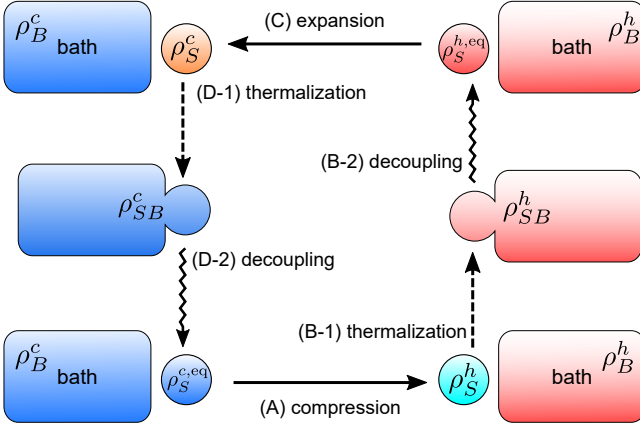 ρ_B^c bath ρ_S^c (C) expansion ρ_S^{h,eq} bath ρ_B^h
(D-1) thermalization
(B-2) decoupling
ρ_{SB}^c ρ_{SB}^h
(D-2) decoupling
(B-1) thermalization
ρ_B^c bath ρ_S^{c,eq} (A) compression ρ_S^h bath ρ_B^h